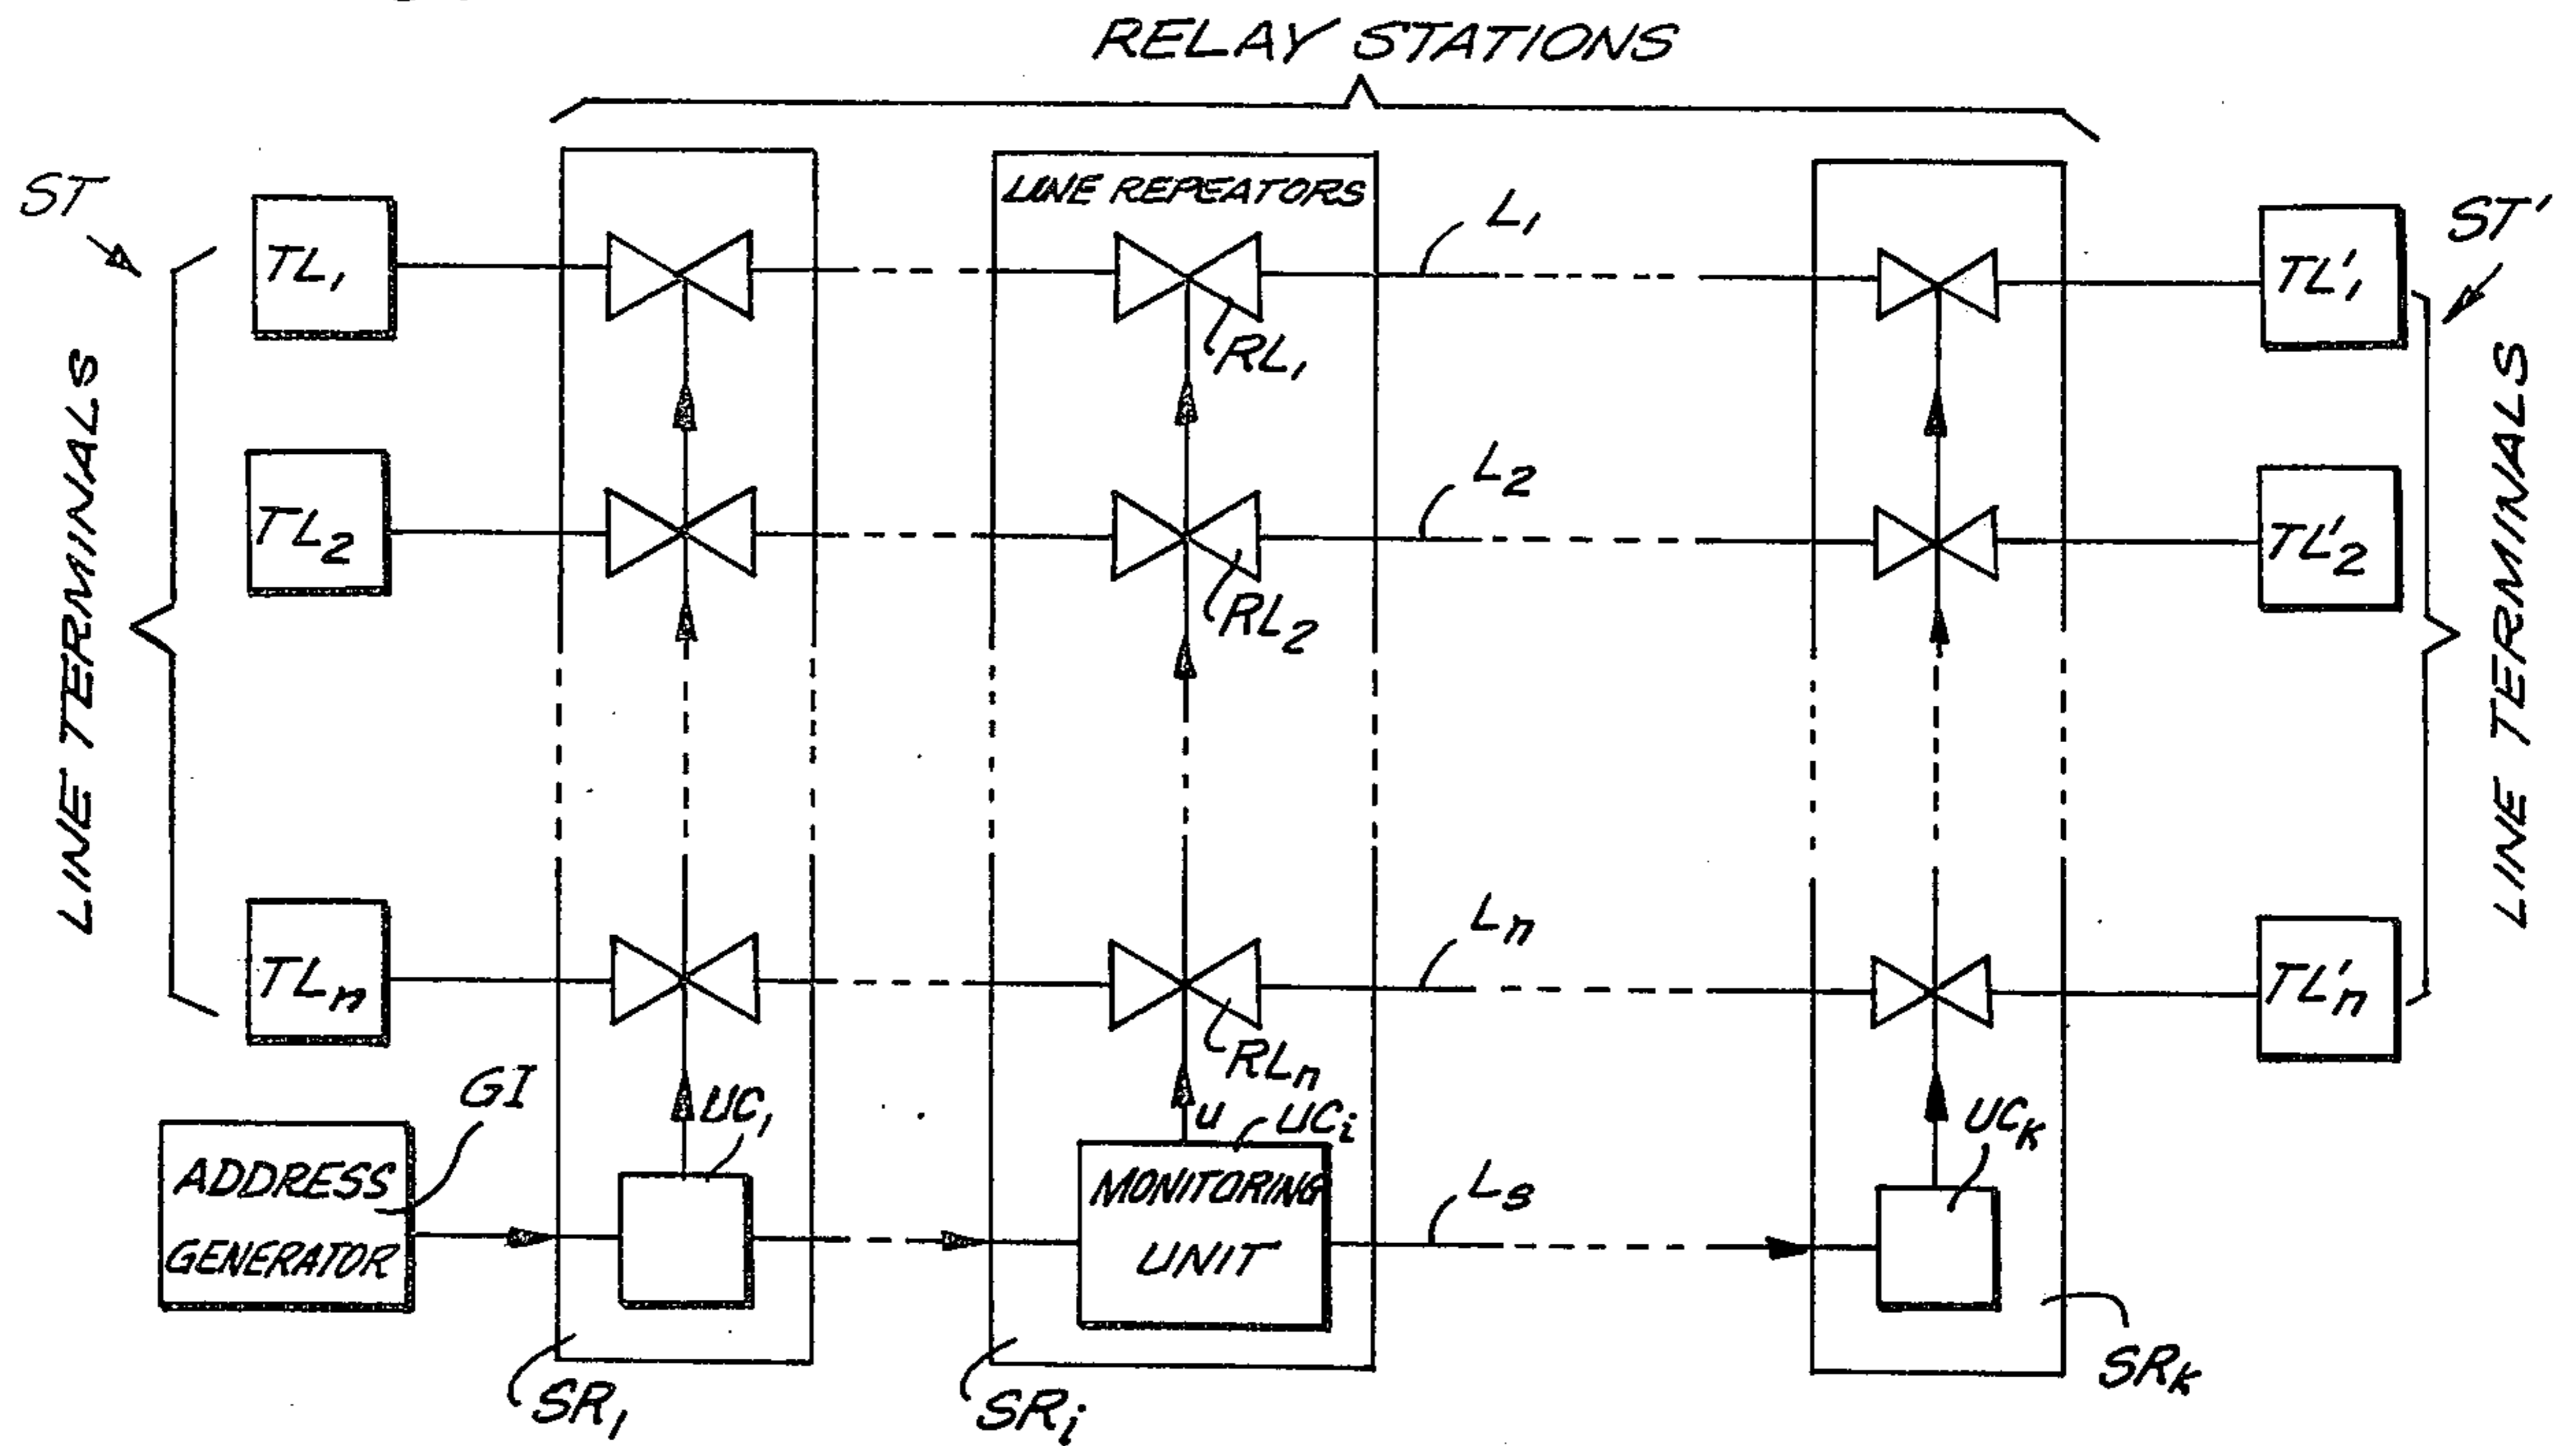 RELAY STATIONS
ST
ST'
LINE REPEATORS
TL1
L1
TL'1
RL1
LINE TERMINALS
LINE TERMINALS
TL2
L2
TL'2
RL2
TLn
Ln
TL'n
RLn
GI
UC1
u
UCi
UCK
ADDRESS
GENERATOR
MONITORING
UNIT
Ls
SR1
SRi
SRK